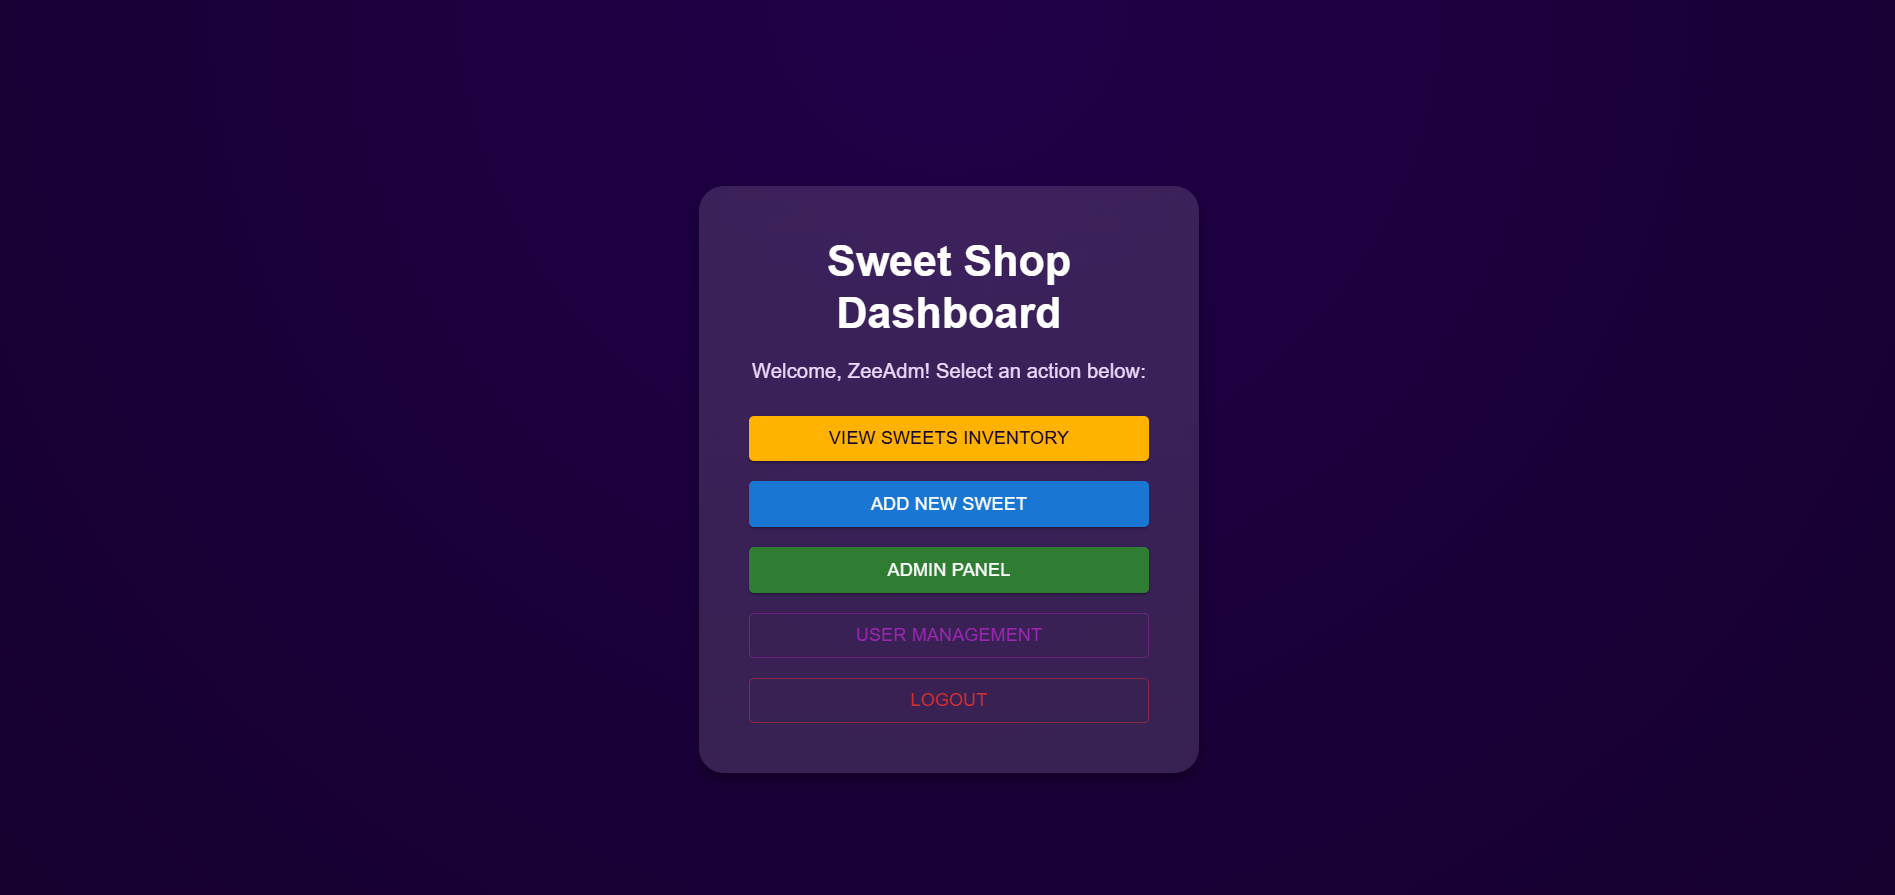 Sweet Shop
Dashboard
Welcome, ZeeAdm! Select an action below:
VIEW SWEETS INVENTORY
ADD NEW SWEET
ADMIN PANEL
USER MANAGEMENT
LOGOUT